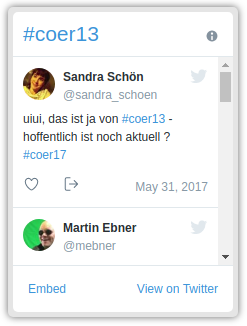 #coer13
Sandra Schön
@sandra_schoen
uiui, das ist ja von #coer13 -
hoffentlich ist noch aktuell ?
#coer17
May 31, 2017
Martin Ebner
@mebner
Embed
View on Twitter